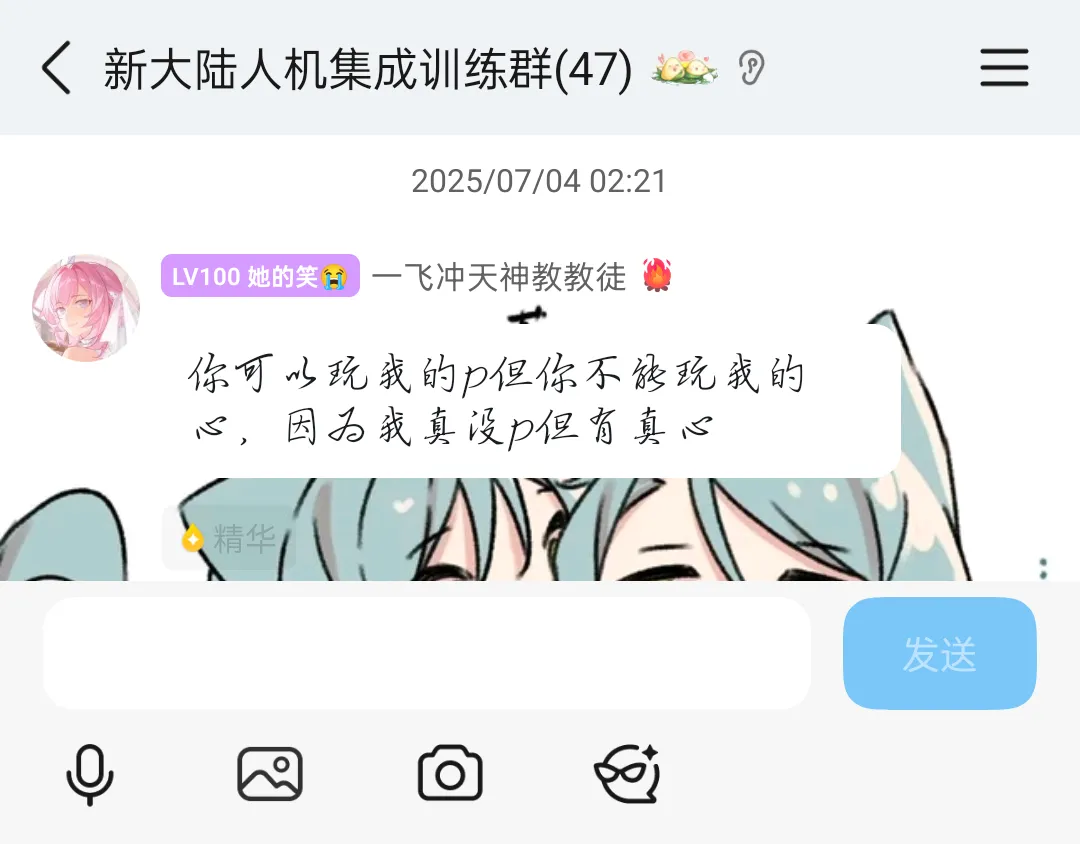 新大陆人机集成训练群(47)
2025/07/04 02:21
LV100 她的笑😭 一飞冲天神教教徒 🔥
你可以玩我的p但你不能玩我的
心，因为我真没p但有真心
精华
发送